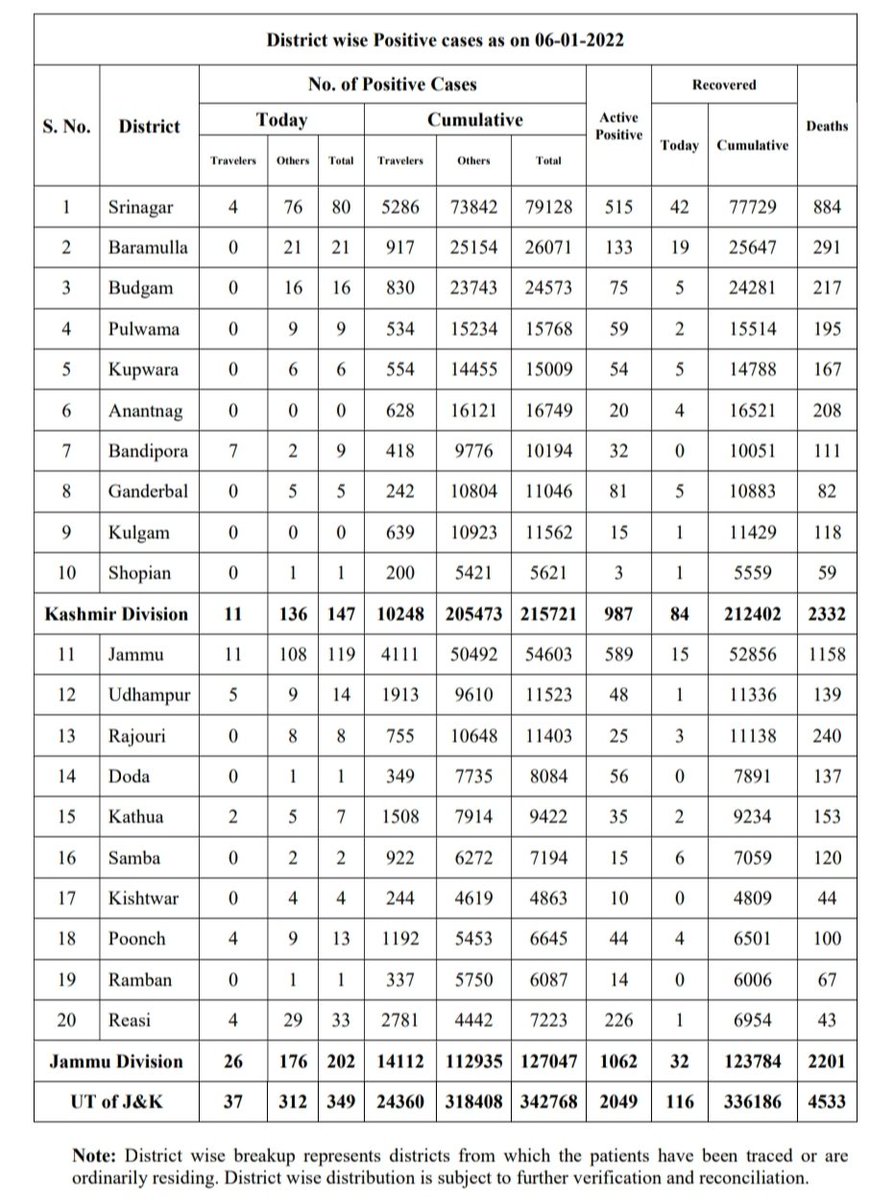 District wise Positive cases as on 06-01-2022
S. No. District No. of Positive Cases Active Positive Recovered Deaths
Today Cumulative Today Cumulative
Travelers Others Total Travelers Others Total
1 Srinagar 4 76 80 5286 73842 79128 515 42 77729 884
2 Baramulla 0 21 21 917 25154 26071 133 19 25647 291
3 Budgam 0 16 16 830 23743 24573 75 5 24281 217
4 Pulwama 0 9 9 534 15234 15768 59 2 15514 195
5 Kupwara 0 6 6 554 14455 15009 54 5 14788 167
6 Anantnag 0 0 0 628 16121 16749 20 4 16521 208
7 Bandipora 7 2 9 418 9776 10194 32 0 10051 111
8 Ganderbal 0 5 5 242 10804 11046 81 5 10883 82
9 Kulgam 0 0 0 639 10923 11562 15 1 11429 118
10 Shopian 0 1 1 200 5421 5621 3 1 5559 59
Kashmir Division 11 136 147 10248 205473 215721 987 84 212402 2332
11 Jammu 11 108 119 4111 50492 54603 589 15 52856 1158
12 Udhampur 5 9 14 1913 9610 11523 48 1 11336 139
13 Rajouri 0 8 8 755 10648 11403 25 3 11138 240
14 Doda 0 1 1 349 7735 8084 56 0 7891 137
15 Kathua 2 5 7 1508 7914 9422 35 2 9234 153
16 Samba 0 2 2 922 6272 7194 15 6 7059 120
17 Kishtwar 0 4 4 244 4619 4863 10 0 4809 44
18 Poonch 4 9 13 1192 5453 6645 44 4 6501 100
19 Ramban 0 1 1 337 5750 6087 14 0 6006 67
20 Reasi 4 29 33 2781 4442 7223 226 1 6954 43
Jammu Division 26 176 202 14112 112935 127047 1062 32 123784 2201
UT of J&K 37 312 349 24360 318408 342768 2049 116 336186 4533
Note: District wise breakup represents districts from which the patients have been traced or are
ordinarily residing. District wise distribution is subject to further verification and reconciliation.